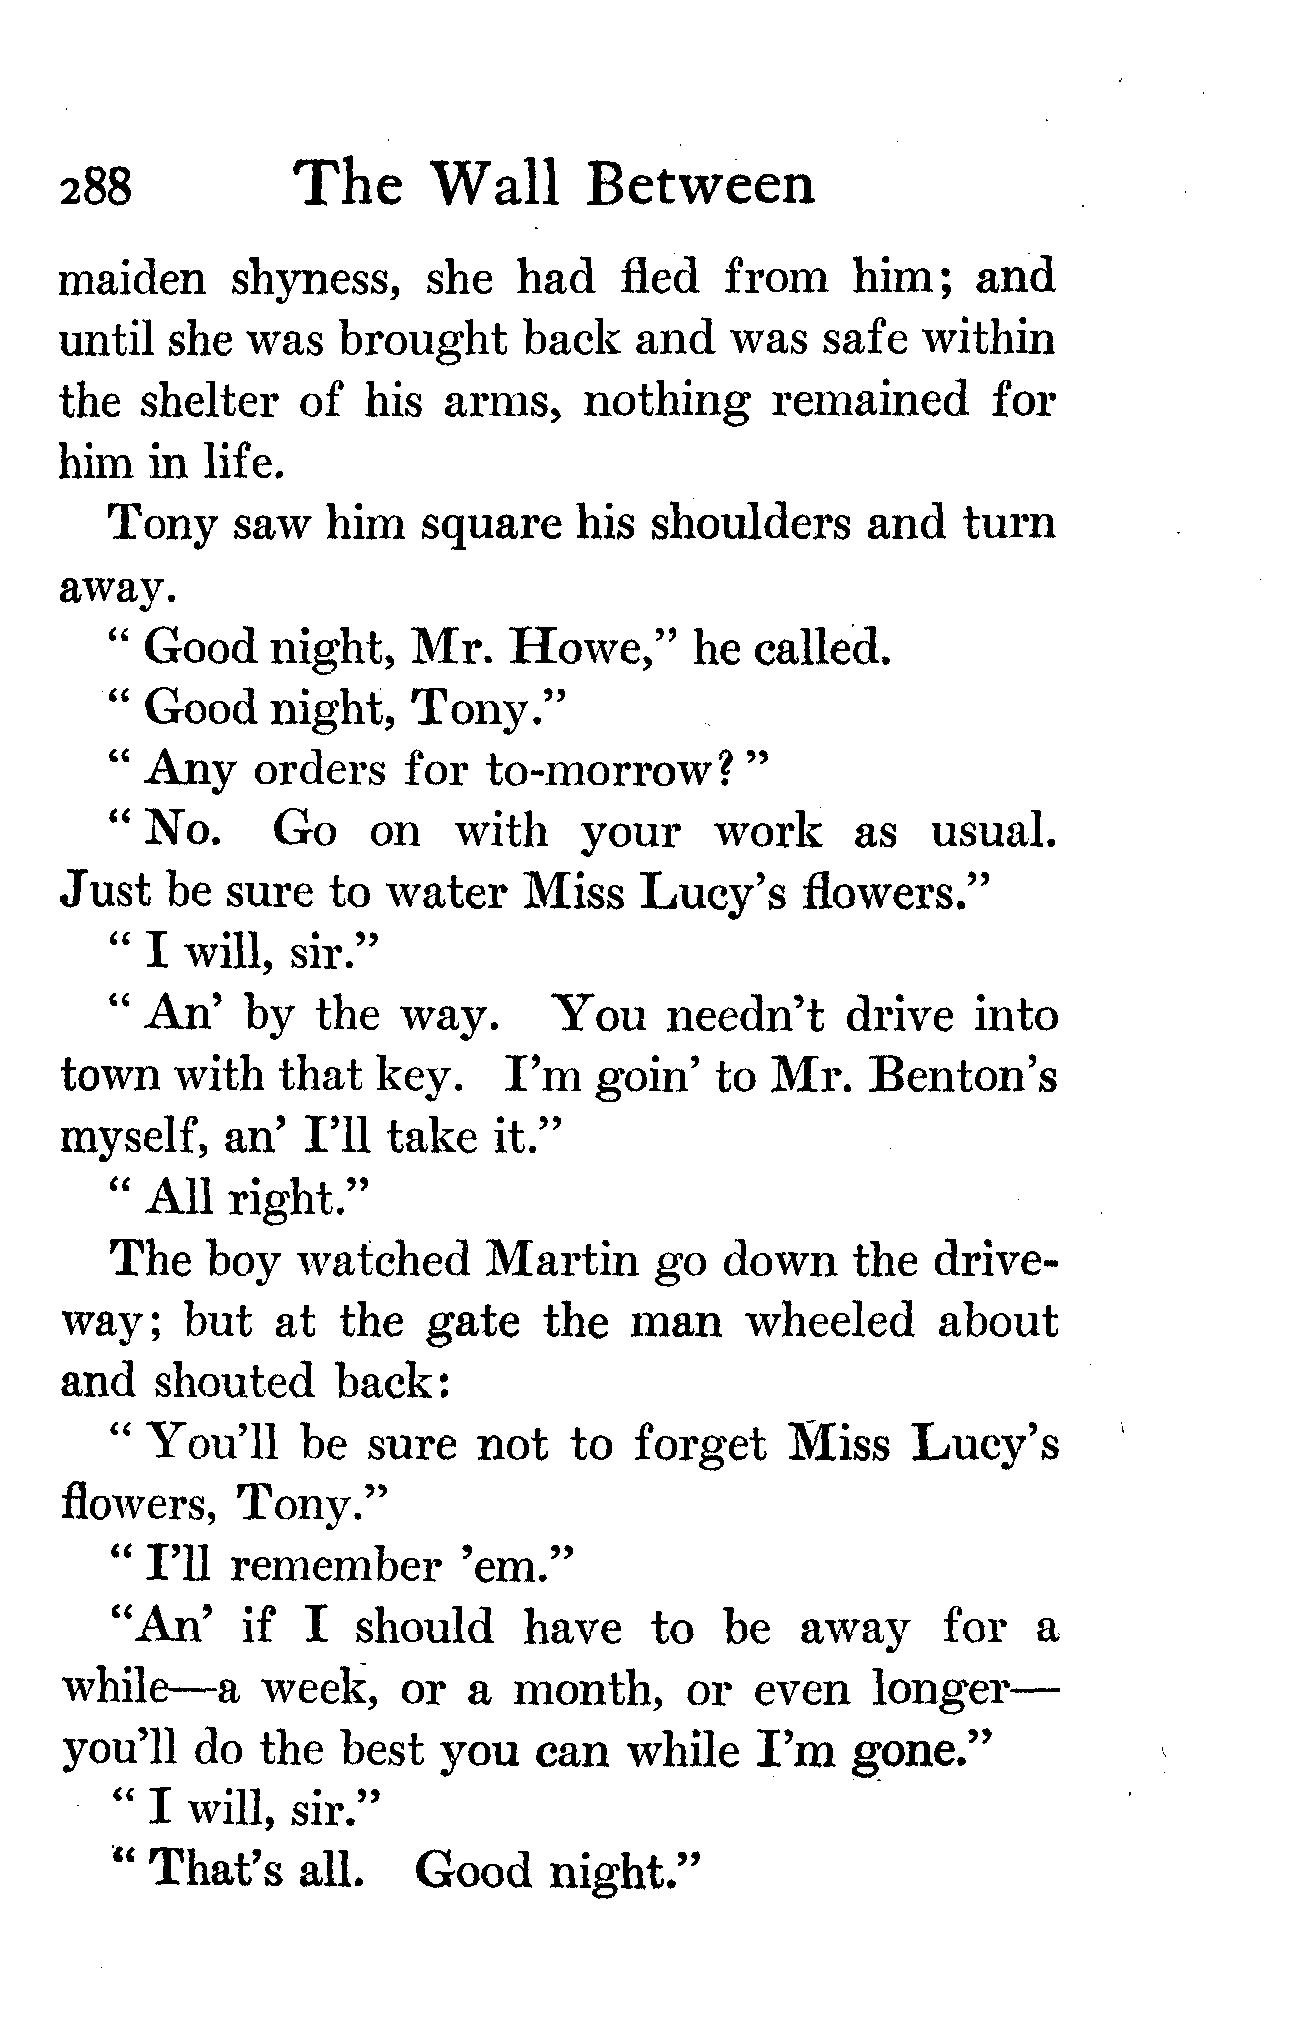 288 The Wall Between
maiden shyness, she had fled from him; and
until she was brought back and was safe within
the shelter of his arms, nothing remained for
him in life.
Tony saw him square his shoulders and turn
away.
“ Good night, Mr. Howe,” he called.
“ Good night, Tony.”
“ Any orders for to-morrow? ”
“ No. Go on with your work as usual.
Just be sure to water Miss Lucy’s flowers.”
“ I will, sir.”
“ An’ by the way. You needn’t drive into
town with that key. I’m goin’ to Mr. Benton’s
myself, an’ I’ll take it.”
“ All right.”
The boy watched Martin go down the drive-
way; but at the gate the man wheeled about
and shouted back:
“ You’ll be sure not to forget Miss Lucy’s
flowers, Tony.”
“ I’ll remember ’em.”
“An’ if I should have to be away for a
while—a week, or a month, or even longer—
you’ll do the best you can while I’m gone.”
“ I will, sir.”
“ That’s all. Good night.”